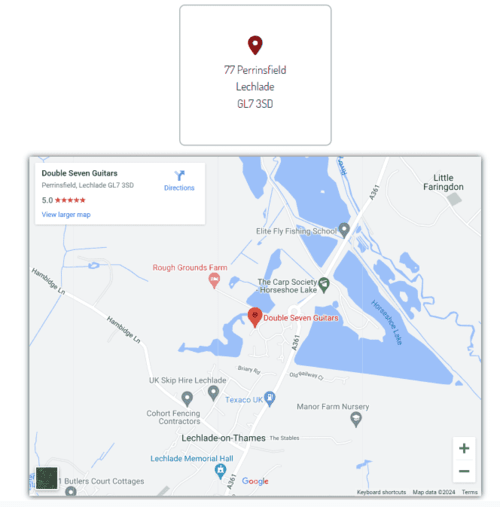 77 Perrinsfield
Lechlade
GL7 3SD
Double Seven Guitars
Perrinsfield, Lechlade GL7 3SD
5.0
View larger map
Directions
Little
Faringdon
A361
Elite Fly Fishing School
Rough Grounds Farm
The Carp Society
Horseshoe Lake
Hambridge Ln
Double Seven Guitars
Horseshoe Lake
Hambridge Ln
A361
Briary Rd
UK Skip Hire Lechlade
Texaco UK
Cohort Fencing
Contractors
Manor Farm Nursery
Lechlade-on-Thames
The Stables
Lechlade Memorial Hall
A361
1 Butlers Court Cottages
Google
Keyboard shortcuts
Map data ©2024
Terms